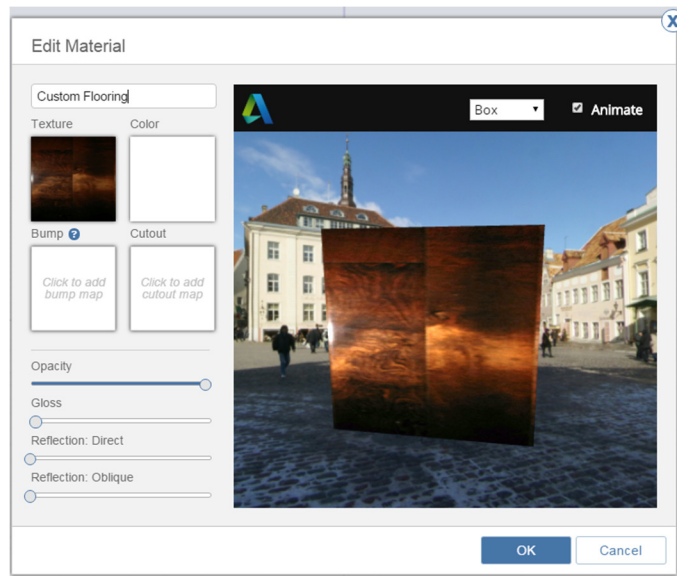 X
Edit Material
Custom Flooring
Texture
Color
Bump ?
Cutout
Click to add
bump map
Click to add
cutout map
Opacity
Gloss
Reflection: Direct
Reflection: Oblique
Box
Animate
OK
Cancel